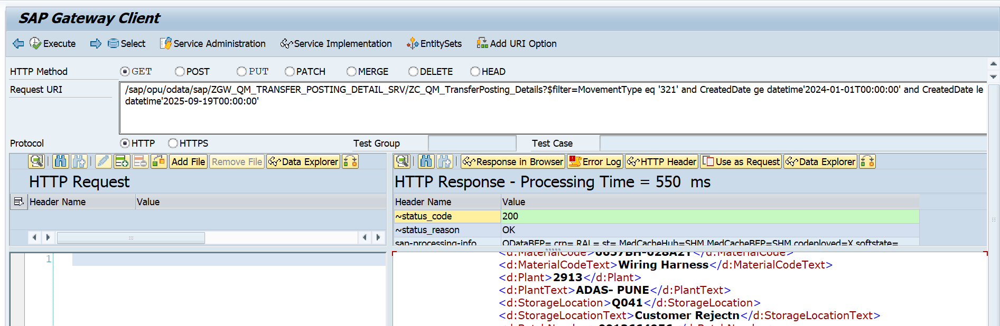 SAP Gateway Client
Execute Select Service Administration Service Implementation EntitySets Add URI Option
HTTP Method GET POST PUT PATCH MERGE DELETE HEAD
Request URI /sap/opu/odata/sap/ZGW_QM_TRANSFER_POSTING_DETAIL_SRV/ZC_QM_TransferPosting_Details?$filter=MovementType eq '321' and CreatedDate ge datetime'2024-01-01T00:00:00' and CreatedDate le
datetime'2025-09-19T00:00:00'
Protocol HTTP HTTPS Test Group Test Case
Add File Remove File Data Explorer Response in Browser Error Log HTTP Header Use as Request Data Explorer
HTTP Request
HTTP Response - Processing Time = 550 ms
Header Name Value
Header Name Value
~status_code 200
~status_reason OK
sap-processing-info ODataBEP= crp= RAL= st= MedCacheHub=SHM MedCacheBEP=SHM codeployed=X softstate=
1
<d:MaterialCodeText>Wiring Harness</d:MaterialCodeText>
<d:Plant>2913</d:Plant>
<d:PlantText>ADAS- PUNE</d:PlantText>
<d:StorageLocation>Q041</d:StorageLocation>
<d:StorageLocationText>Customer Rejectn</d:StorageLocationText>